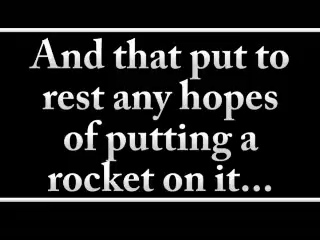 And that put to
rest any hopes
of putting a
rocket on it...